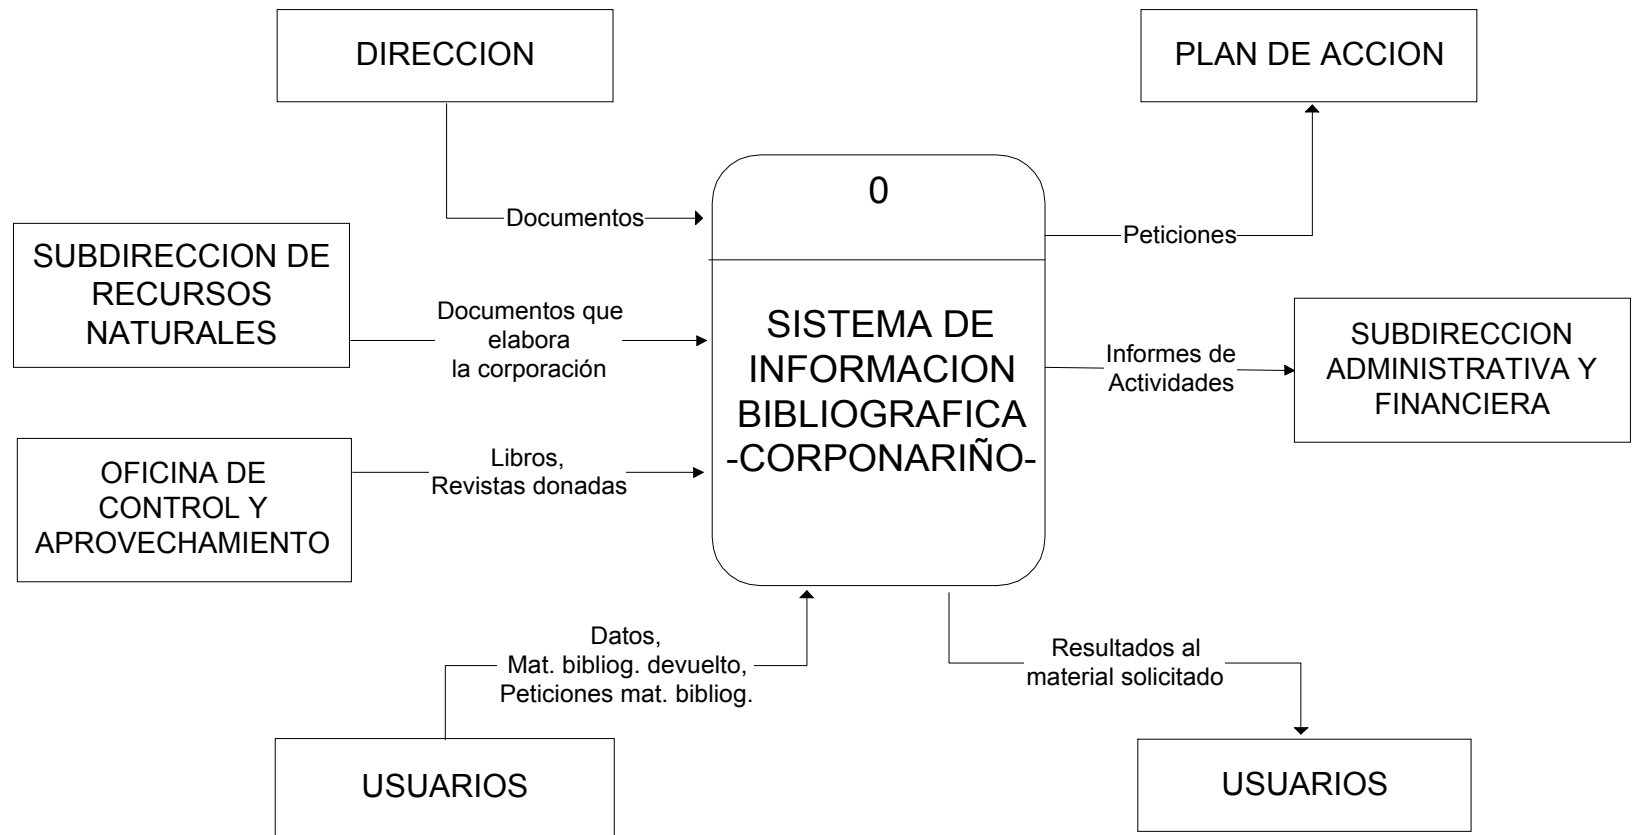 DIRECCION
PLAN DE ACCION
0
Documentos
Peticiones
SUBDIRECCION DE
RECURSOS
NATURALES
Documentos que
elabora
la corporación
SISTEMA DE
INFORMACION
BIBLIOGRAFICA
-CORPONARIÑO-
Informes de
Actividades
SUBDIRECCION
ADMINISTRATIVA Y
FINANCIERA
OFICINA DE
CONTROL Y
APROVECHAMIENTO
Libros,
Revistas donadas
Datos,
Mat. bibliog. devuelto,
Peticiones mat. bibliog.
Resultados al
material solicitado
USUARIOS
USUARIOS